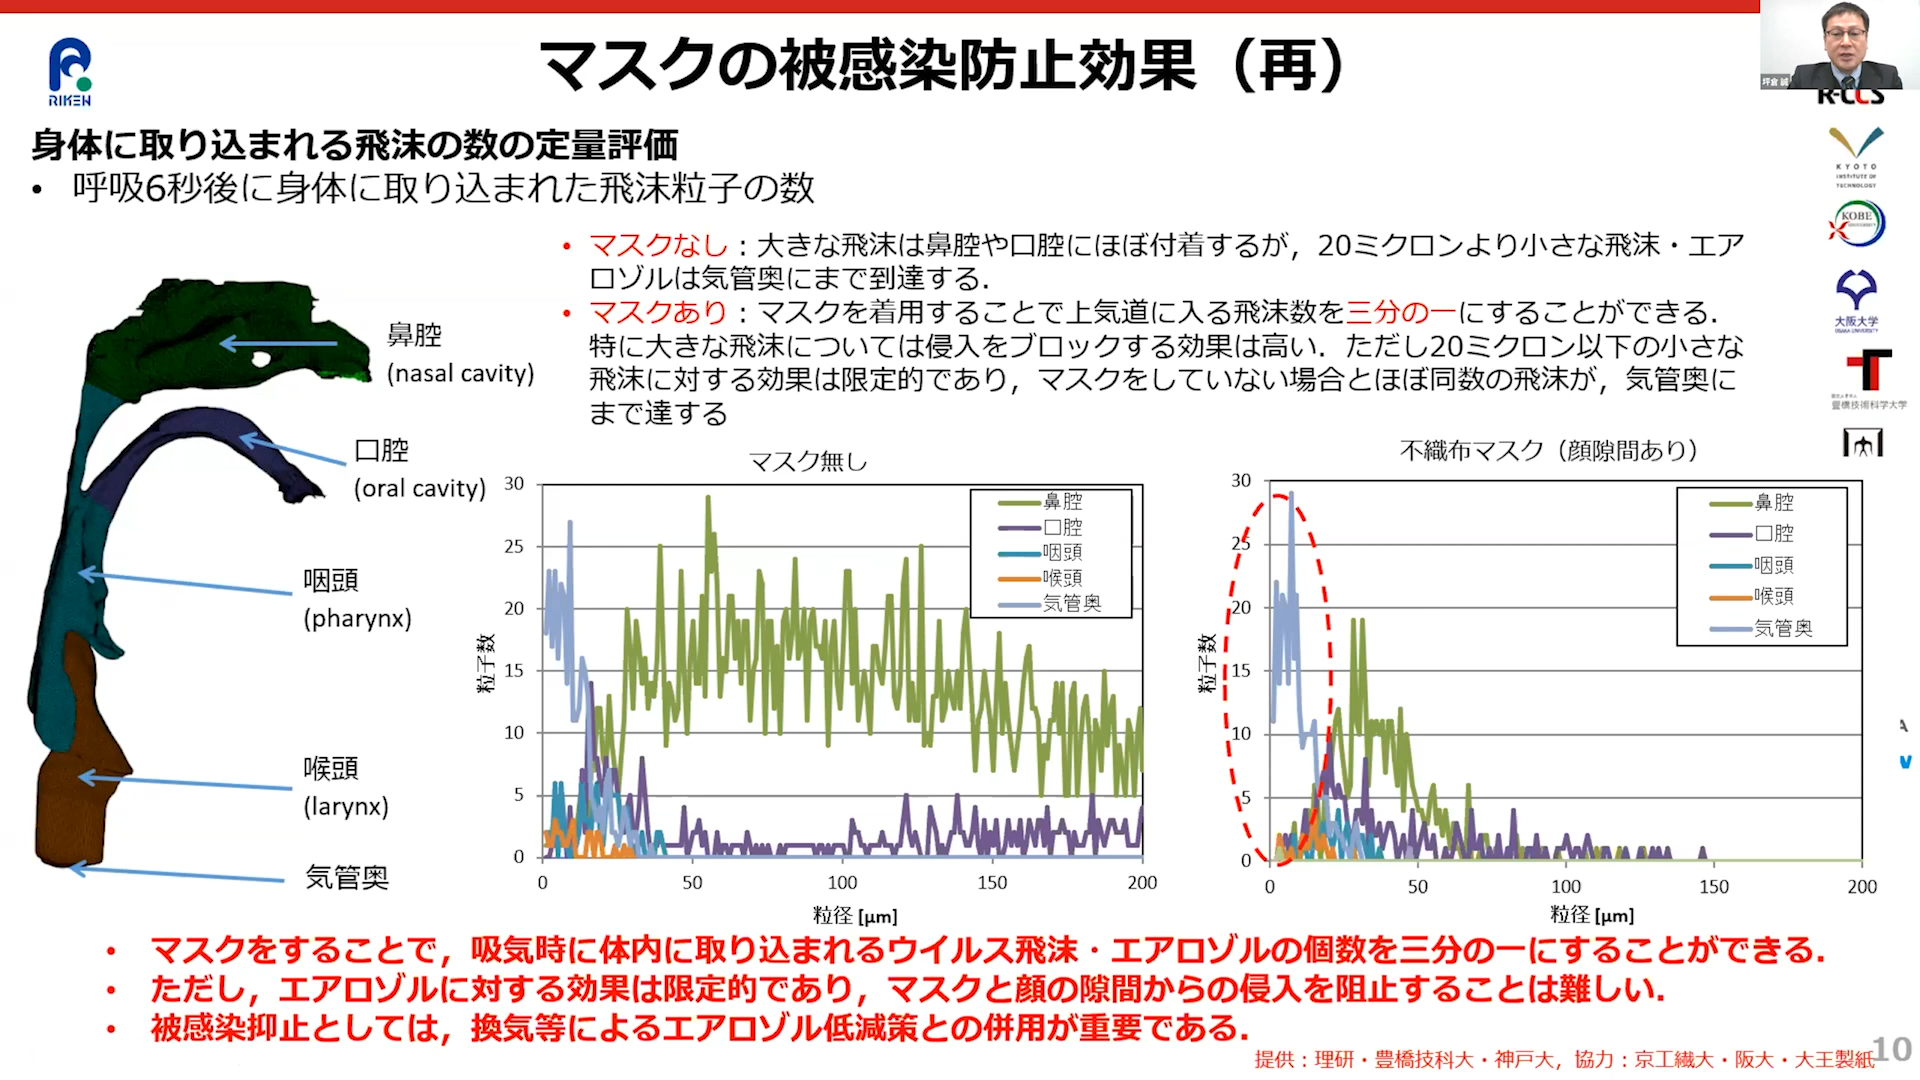 マスクの被感染防止効果（再）
坪倉 誠
RIKEN
R-CCS
身体に取り込まれる飛沫の数の定量評価
• 呼吸6秒後に身体に取り込まれた飛沫粒子の数
KYOTO
INSTITUTE OF
TECHNOLOGY
KOBE
UNIVERSITY
大阪大学
OSAKA UNIVERSITY
豊橋技術科学大学
• マスクなし：大きな飛沫は鼻腔や口腔にほぼ付着するが，20ミクロンより小さな飛沫・エア
ロゾルは気管奥にまで到達する．
• マスクあり：マスクを着用することで上気道に入る飛沫数を三分の一にすることができる．
特に大きな飛沫については侵入をブロックする効果は高い．ただし20ミクロン以下の小さな
飛沫に対する効果は限定的であり，マスクをしていない場合とほぼ同数の飛沫が，気管奥に
まで達する
鼻腔
(nasal cavity)
口腔
(oral cavity)
咽頭
(pharynx)
喉頭
(larynx)
気管奥
マスク無し
30
25
20
15
10
5
0
粒子数
鼻腔
口腔
咽頭
喉頭
気管奥
0 50 100 150 200
粒径 [μm]
不織布マスク（顔隙間あり）
30
25
20
15
10
5
0
粒子数
鼻腔
口腔
咽頭
喉頭
気管奥
0 50 100 150 200
粒径 [μm]
• マスクをすることで，吸気時に体内に取り込まれるウイルス飛沫・エアロゾルの個数を三分の一にすることができる．
• ただし，エアロゾルに対する効果は限定的であり，マスクと顔の隙間からの侵入を阻止することは難しい．
• 被感染抑止としては，換気等によるエアロゾル低減策との併用が重要である．
提供：理研・豊橋技科大・神戸大，協力：京工繊大・阪大・大王製紙
10